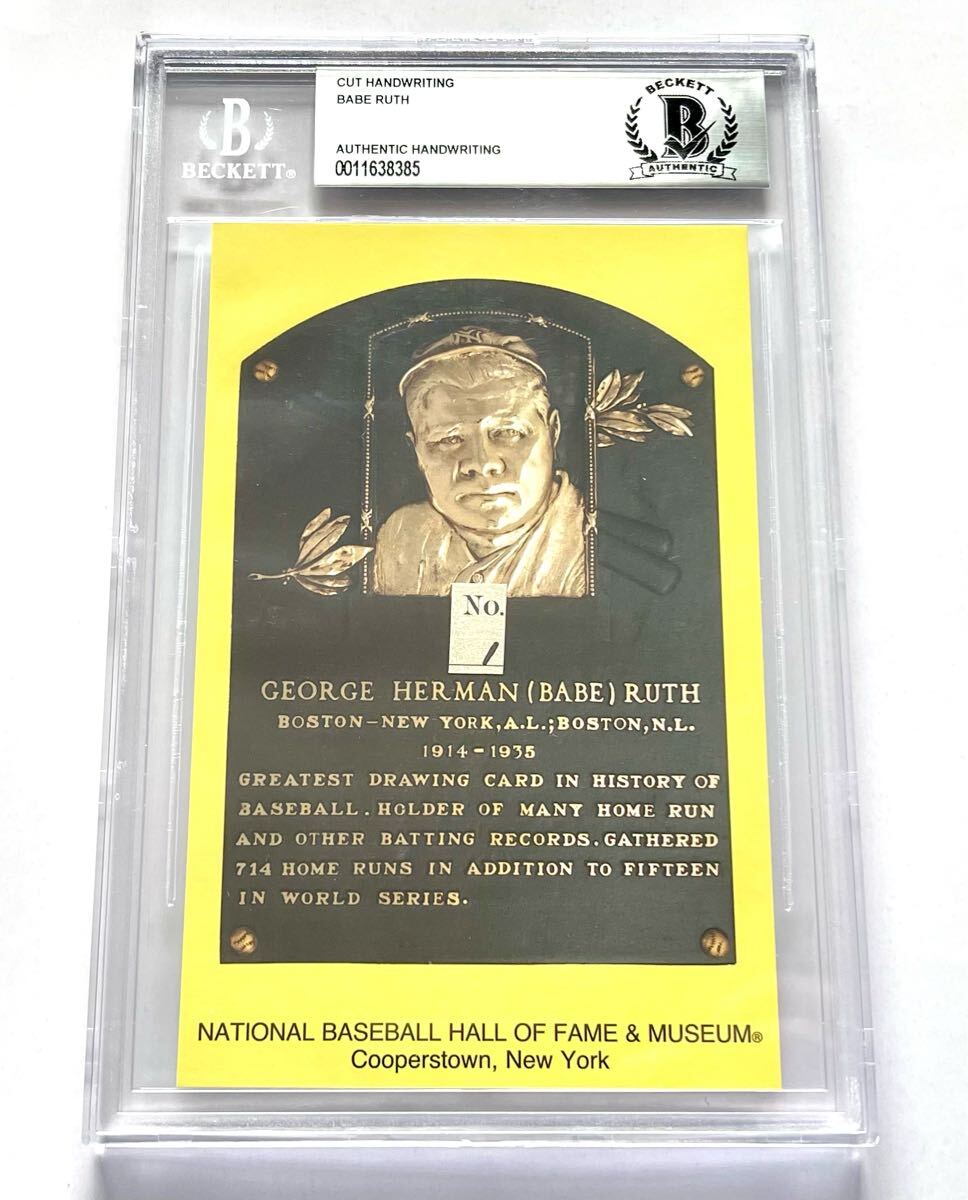 CUT HANDWRITING
BABE RUTH
AUTHENTIC HANDWRITING
0011638385
B
BECKETT®
BECKETT
B
AUTHENTIC
No.
1
GEORGE HERMAN (BABE) RUTH
BOSTON-NEW YORK, A.L.; BOSTON, N.L.
1914-1935
GREATEST DRAWING CARD IN HISTORY OF
BASEBALL. HOLDER OF MANY HOME RUN
AND OTHER BATTING RECORDS. GATHERED
714 HOME RUNS IN ADDITION TO FIFTEEN
IN WORLD SERIES.
NATIONAL BASEBALL HALL OF FAME & MUSEUM®
Cooperstown, New York